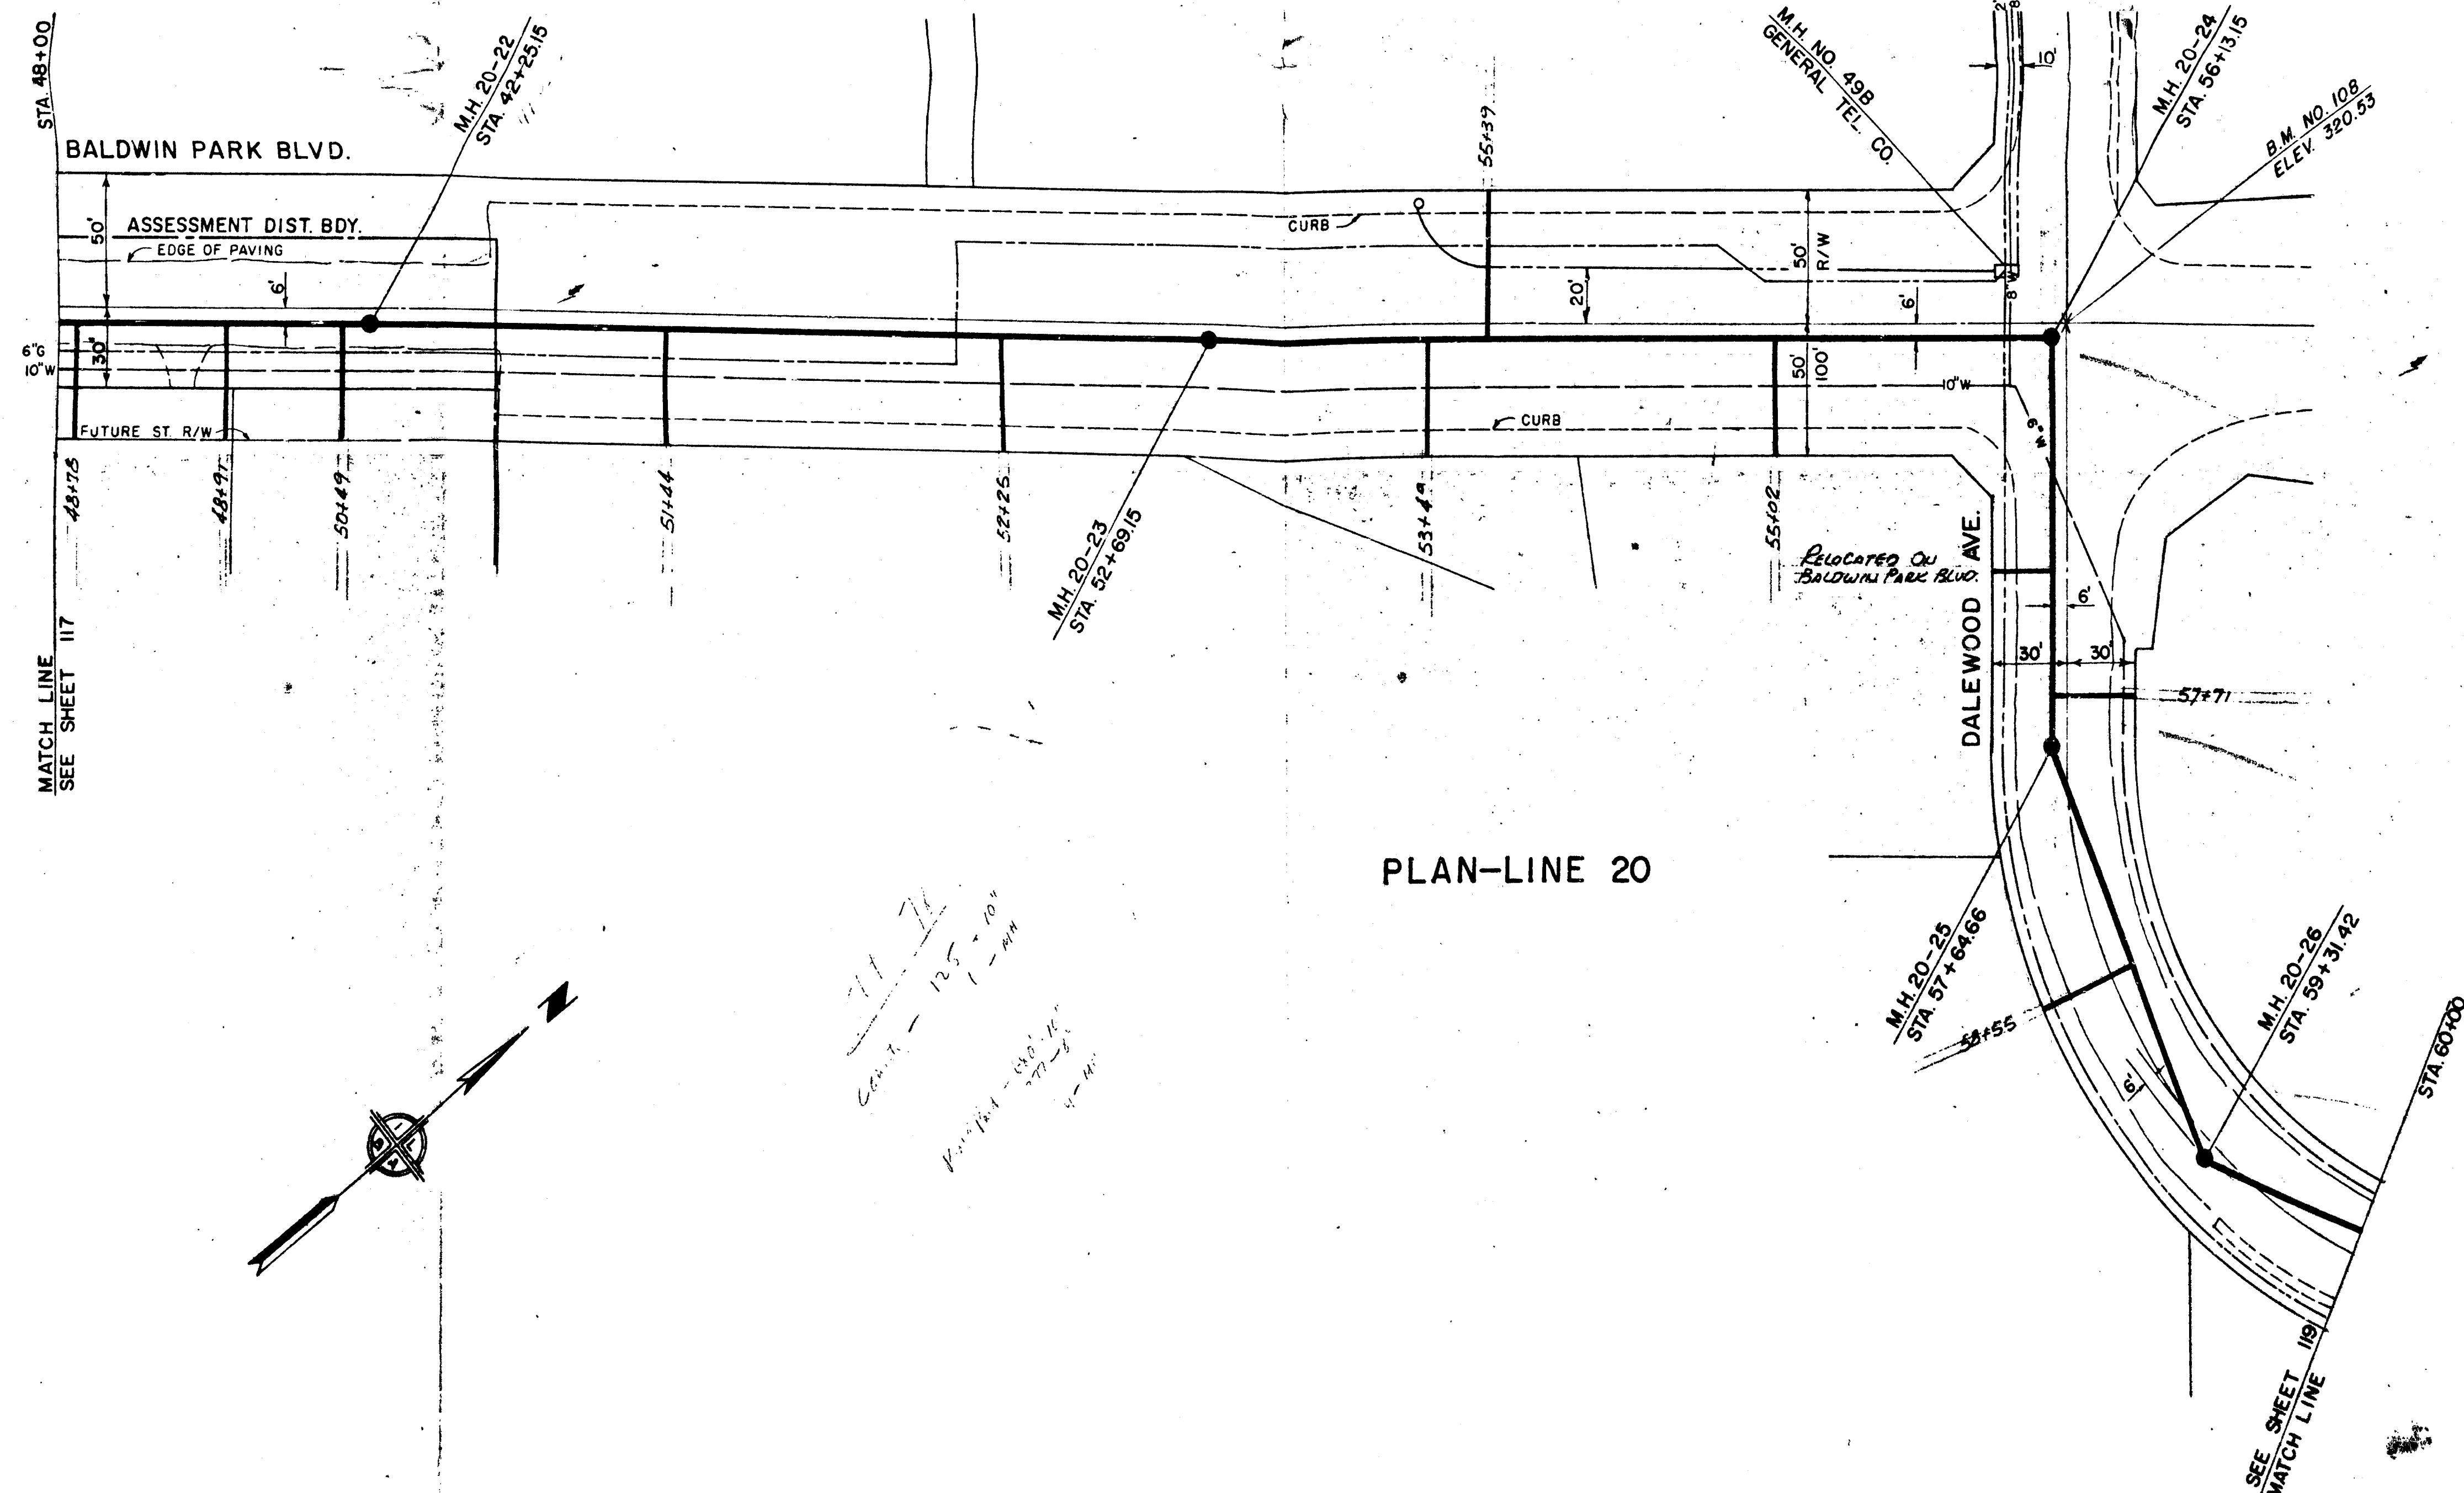 STA. 48+00
M.H. 20-22
STA. 42+25.15
BALDWIN PARK BLVD.
50'
ASSESSMENT DIST. BDY.
EDGE OF PAVING
6'
30'
6"G
10"W
FUTURE ST. R/W
48+78
48+97
50+49
51+44
52+25
M.H. 20-23
STA. 52+69.15
53+49
55+02
55+39
CURB
CURB
20'
50'
R/W
50'
100'
6'
10"W
8"W
6"W
M.H. NO. 49B
GENERAL TEL. CO.
10'
M.H. 20-24
STA. 56+13.15
B.M. NO. 108
ELEV. 320.53
RELOCATED ON
BALDWIN PARK BLVD.
DALEWOOD AVE.
6'
30'
30'
57+71
MATCH LINE
SEE SHEET 117
PLAN-LINE 20
M.H. 20-25
STA. 57+64.66
58+55
6'
M.H. 20-26
STA. 59+31.42
STA. 60+00
SEE SHEET 119
MATCH LINE
N
125 - 10"
1 - MH